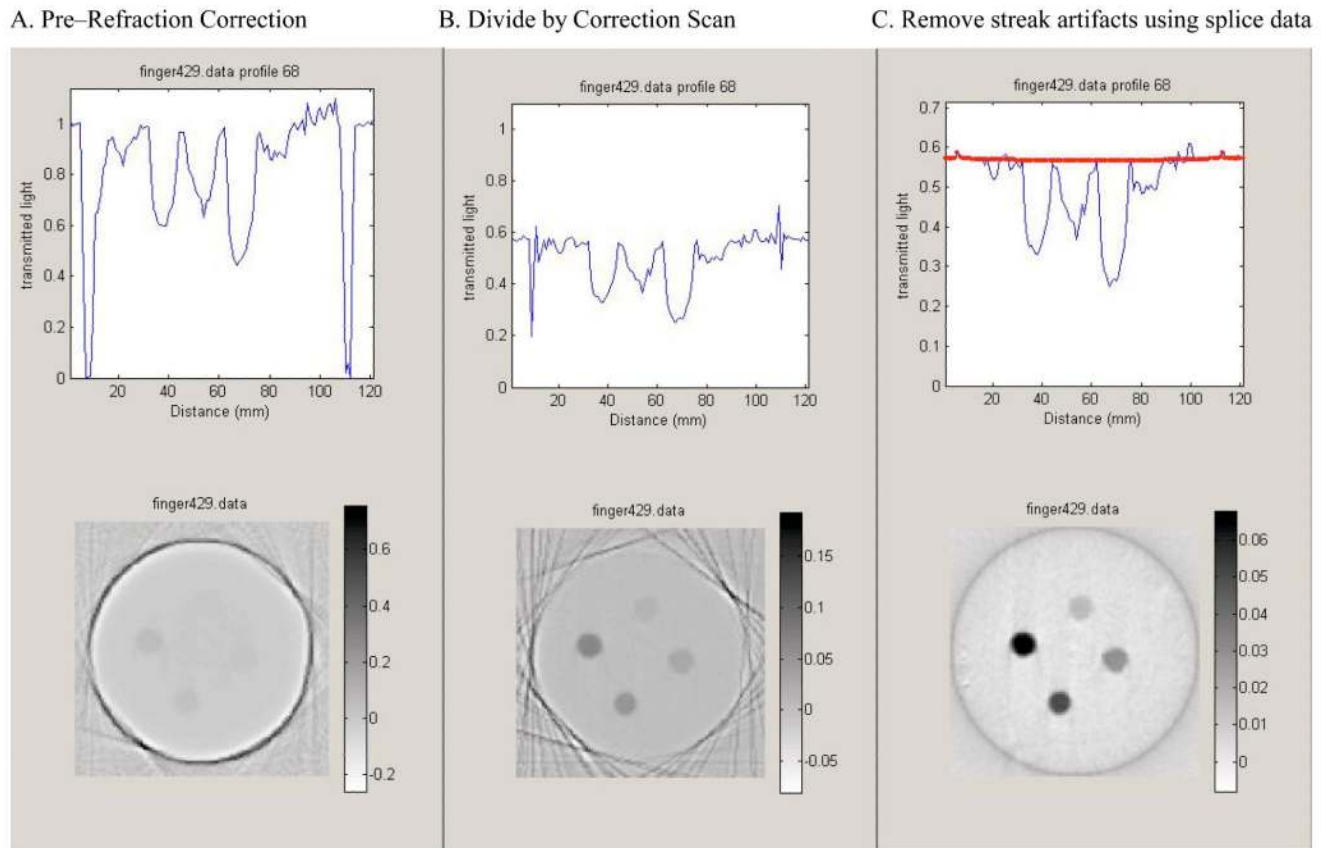 A. Pre–Refraction Correction
B. Divide by Correction Scan
C. Remove streak artifacts using splice data
finger429.data profile 68
1
0.8
0.6
0.4
0.2
0
transmitted light
20 40 60 80 100 120
Distance (mm)
finger429.data
0.6
0.4
0.2
0
-0.2
finger429.data profile 68
1
0.8
0.6
0.4
0.2
0
transmitted light
20 40 60 80 100 120
Distance (mm)
finger429.data
0.15
0.1
0.05
0
-0.05
finger429.data profile 68
0.7
0.6
0.5
0.4
0.3
0.2
0.1
0
transmitted light
20 40 60 80 100 120
Distance (mm)
finger429.data
0.06
0.05
0.04
0.03
0.02
0.01
0